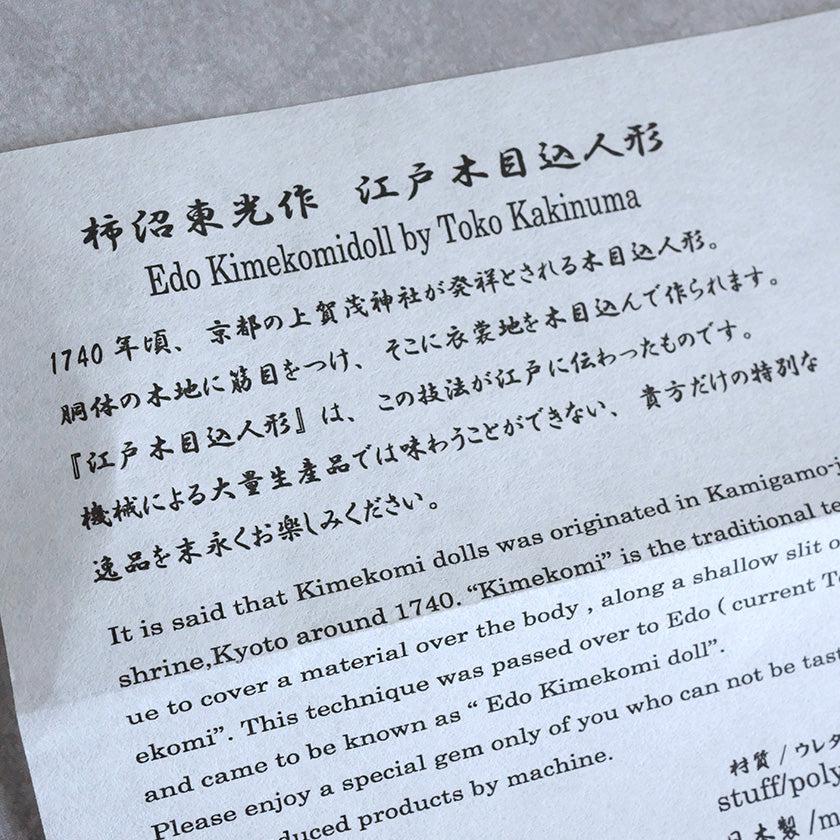 柿沼東光作 江戸木目込人形
Edo Kimekomidoll by Toko Kakinuma
1740年頃、京都の上賀茂神社が発祥とされる木目込人形。
胴体の木地に筋目をつけ、そこに衣裳地を木目込んで作られます。
『江戸木目込人形』は、この技法が江戸に伝わったものです。
機械による大量生産品では味わうことができない、貴方だけの特別な
逸品を末永くお楽しみください。
It is said that Kimekomi dolls was originated in Kamigamo-j
shrine,Kyoto around 1740. “Kimekomi” is the traditional te
ue to cover a material over the body , along a shallow slit o
ekomi”. This technique was passed over to Edo ( current T
and came to be known as “ Edo Kimekomi doll”.
Please enjoy a special gem only of you who can not be tast
duced products by machine.
材質 / ウレタ
stuff/poly
日本製 /m